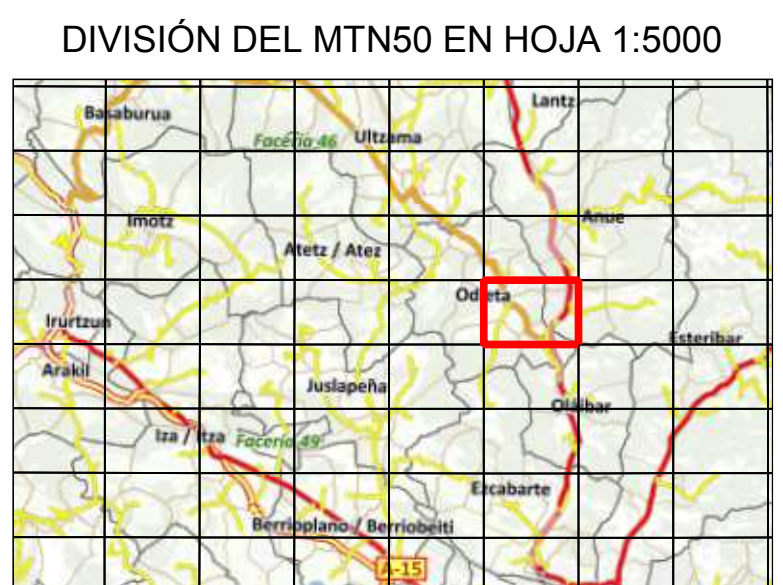 DIVISIÓN DEL MTN50 EN HOJA 1:5000
Lantz
Basaburua
Facería 46
Ultzama
Imotz
Anue
Atetz / Atez
Odieta
Irurtzun
Esteribar
Arakil
Juslapeña
Oláibar
Iza / Itza
Facería 49
Ezcabarte
Berrioplano / Berriobeiti
A-15